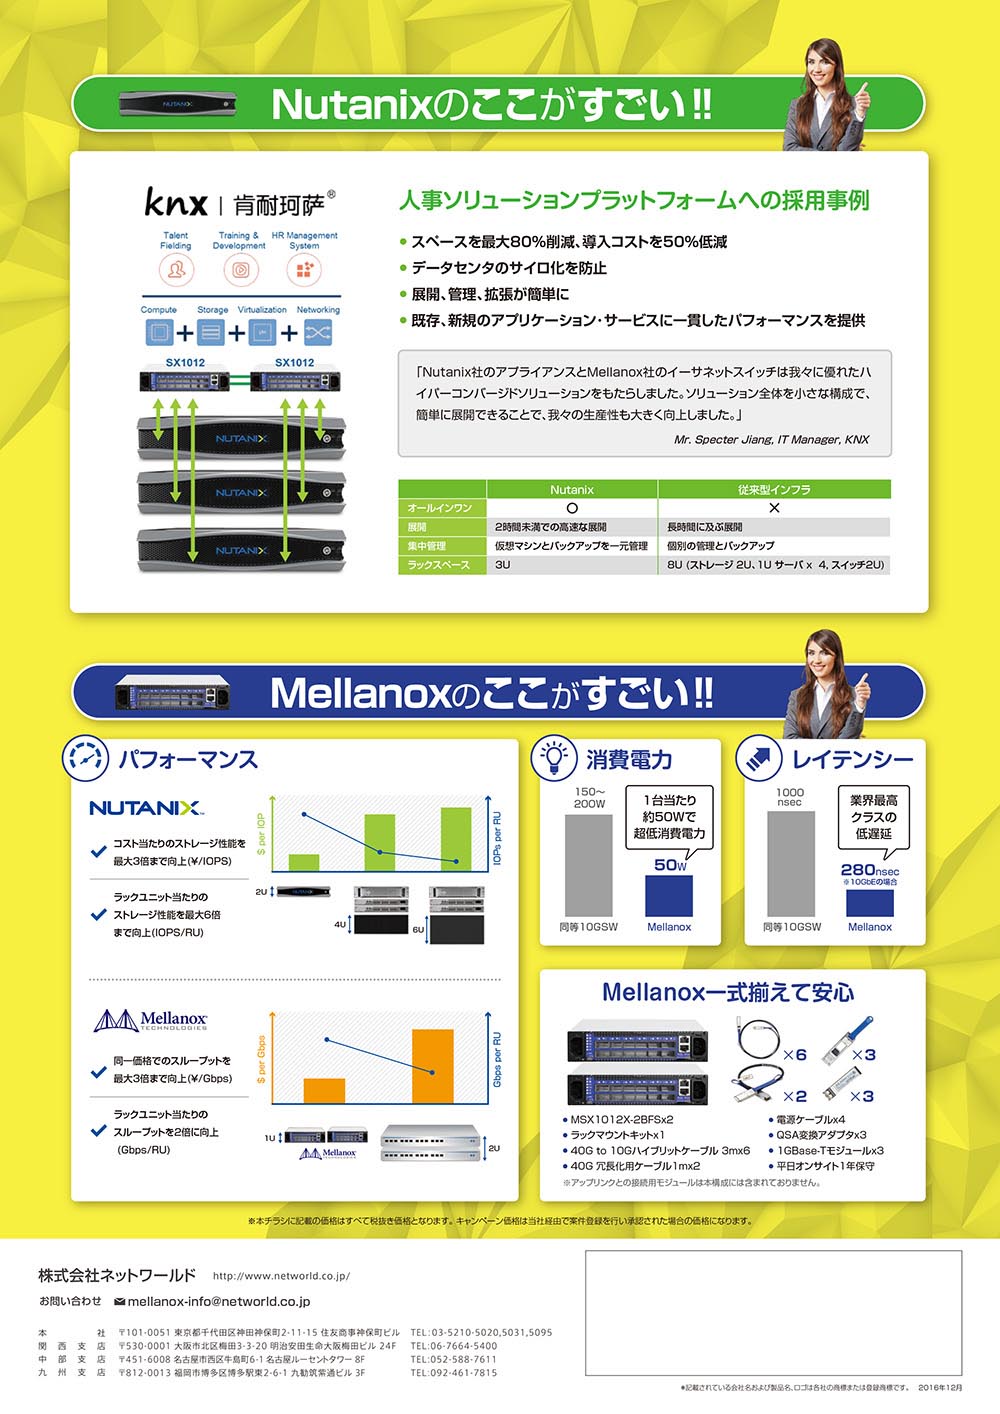 NUTANIX
Nutanixのここがすごい!!
knx | 肯耐珂萨®
Talent Fielding
Training & Development
HR Management System
Compute
Storage
Virtualization
Networking
SX1012
SX1012
NUTANIX
NUTANIX
NUTANIX
人事ソリューションプラットフォームへの採用事例
• スペースを最大80%削減、導入コストを50%低減
• データセンタのサイロ化を防止
• 展開、管理、拡張が簡単に
• 既存、新規のアプリケーション・サービスに一貫したパフォーマンスを提供
「Nutanix社のアプライアンスとMellanox社のイーサネットスイッチは我々に優れたハ
イパーコンバージドソリューションをもたらしました。ソリューション全体を小さな構成で、
簡単に展開できることで、我々の生産性も大きく向上しました。」
Mr. Specter Jiang, IT Manager, KNX
Nutanix 従来型インフラ
オールインワン ○ ×
展開 2時間未満での高速な展開 長時間に及ぶ展開
集中管理 仮想マシンとバックアップを一元管理 個別の管理とバックアップ
ラックスペース 3U 8U (ストレージ 2U、1U サーバ x 4, スイッチ2U)
Mellanoxのここがすごい!!
パフォーマンス
NUTANIX™
コスト当たりのストレージ性能を
最大3倍まで向上(¥/IOPS)
ラックユニット当たりの
ストレージ性能を最大6倍
まで向上(IOPS/RU)
$ per IOP
IOPs per RU
2U
NUTANIX
4U
6U
Mellanox
TECHNOLOGIES
同一価格でのスループットを
最大3倍まで向上(¥/Gbps)
ラックユニット当たりの
スループットを2倍に向上
(Gbps/RU)
$ per Gbps
Gbps per RU
1U
Mellanox
2U
消費電力
150~
200W
1台当たり
約50Wで
超低消費電力
50W
同等10GSW
Mellanox
レイテンシー
1000
nsec
業界最高
クラスの
低遅延
280nsec
※10GbEの場合
同等10GSW
Mellanox
Mellanox一式揃えて安心
×6
×3
×2
×3
• MSX1012X-2BFSx2
• ラックマウントキットx1
• 40G to 10Gハイブリットケーブル 3mx6
• 40G 冗長化用ケーブル1mx2
• 電源ケーブルx4
• QSA変換アダプタx3
• 1GBase-Tモジュールx3
• 平日オンサイト1年保守
※アップリンクとの接続用モジュールは本構成には含まれておりません。
※本チラシに記載の価格はすべて税抜き価格となります。キャンペーン価格は当社経由で案件登録を行い承認された場合の価格になります。
株式会社ネットワールド http://www.networld.co.jp/
お問い合わせ mellanox-info@networld.co.jp
本社 〒101-0051 東京都千代田区神田神保町2-11-15 住友商事神保町ビル TEL:03-5210-5020,5031,5095
関西支店 〒530-0001 大阪市北区梅田3-3-20 明治安田生命大阪梅田ビル 24F TEL:06-7664-5400
中部支店 〒451-6008 名古屋市西区牛島町6-1 名古屋ルーセントタワー 8F TEL:052-588-7611
九州支店 〒812-0013 福岡市博多区博多駅東2-6-1 九勧筑紫通ビル 3F TEL:092-461-7815
*記載されている会社名および製品名、ロゴは各社の商標または登録商標です。 2016年12月